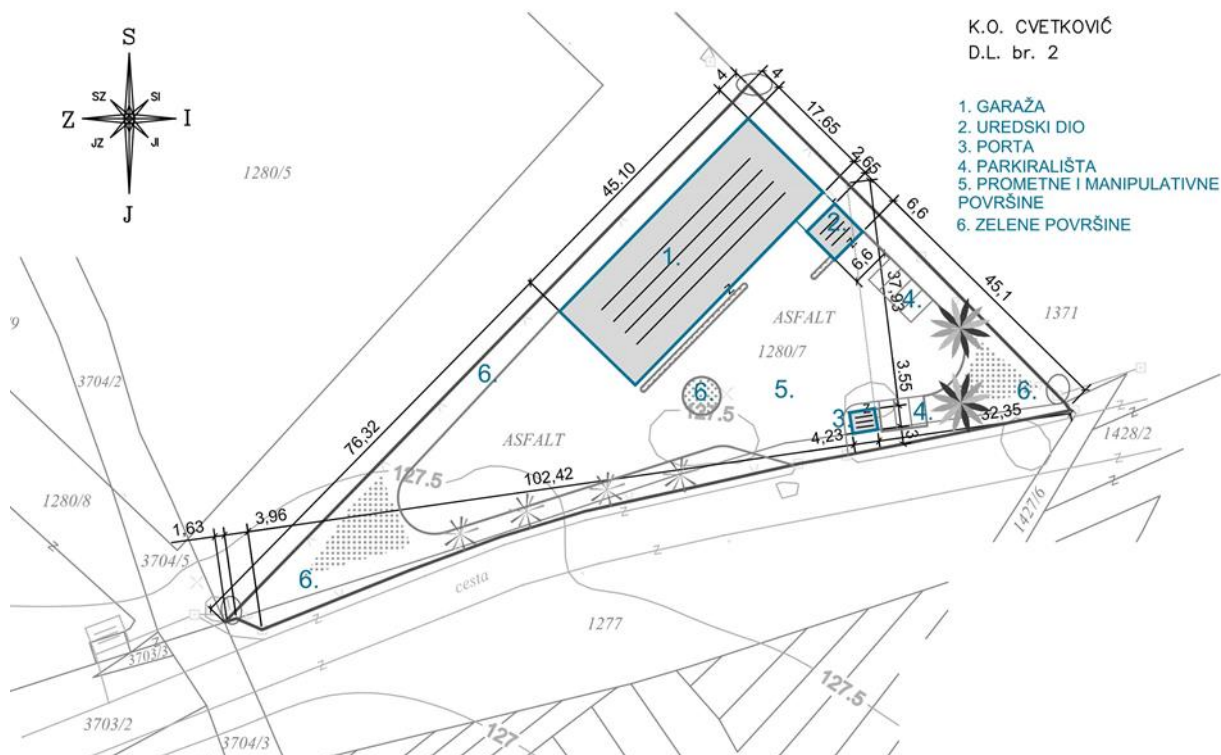 K.O. CVETKOVIĆ
D.L. br. 2
S
SZ
SI
Z
I
JZ
JI
J
1. GARAŽA
2. UREDSKI DIO
3. PORTA
4. PARKIRALIŠTA
5. PROMETNE I MANIPULATIVNE
POVRŠINE
6. ZELENE POVRŠINE
4
4
17.65
1280/5
45.10
2,65
6,6
2.
1.
6,6
37,93
4.
45,1
1371
ASFALT
1280/7
3704/2
6.
3.55
6.
5.
6.
127.5
3.
4.
32,35
4,23
3
1428/2
76,32
ASFALT
127.5
102,42
1280/8
1,63
3,96
1427/6
3704/5
6.
cesta
1277
3703/3
127.5
3703/2
127
3704/3